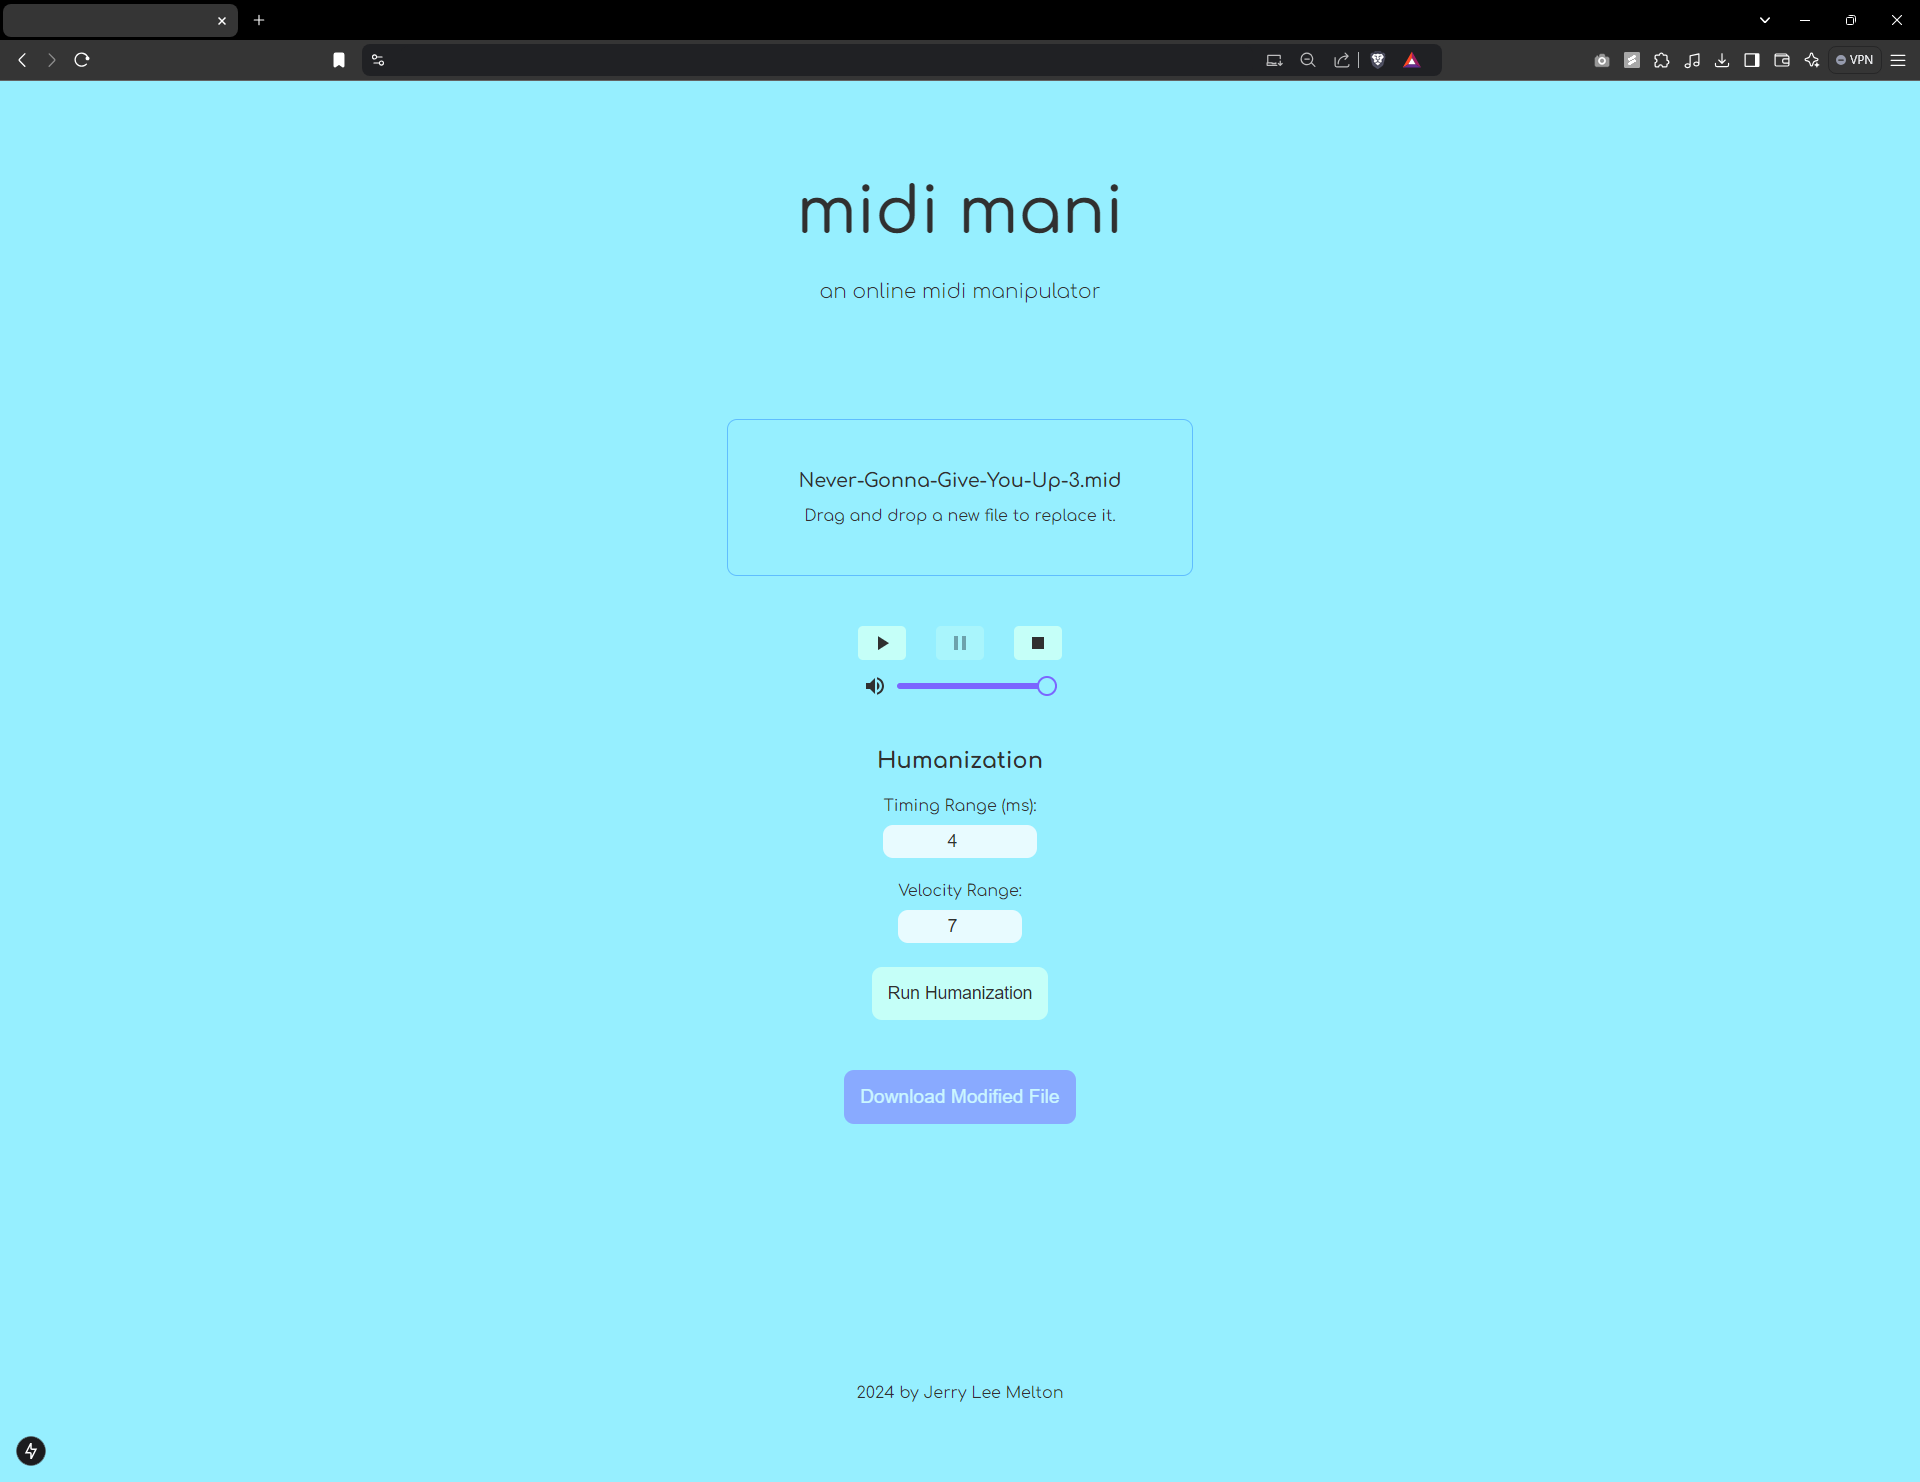 VPN
midi mani
an online midi manipulator
Never-Gonna-Give-You-Up-3.mid
Drag and drop a new file to replace it.
Humanization
Timing Range (ms):
4
Velocity Range:
7
Run Humanization
Download Modified File
2024 by Jerry Lee Melton